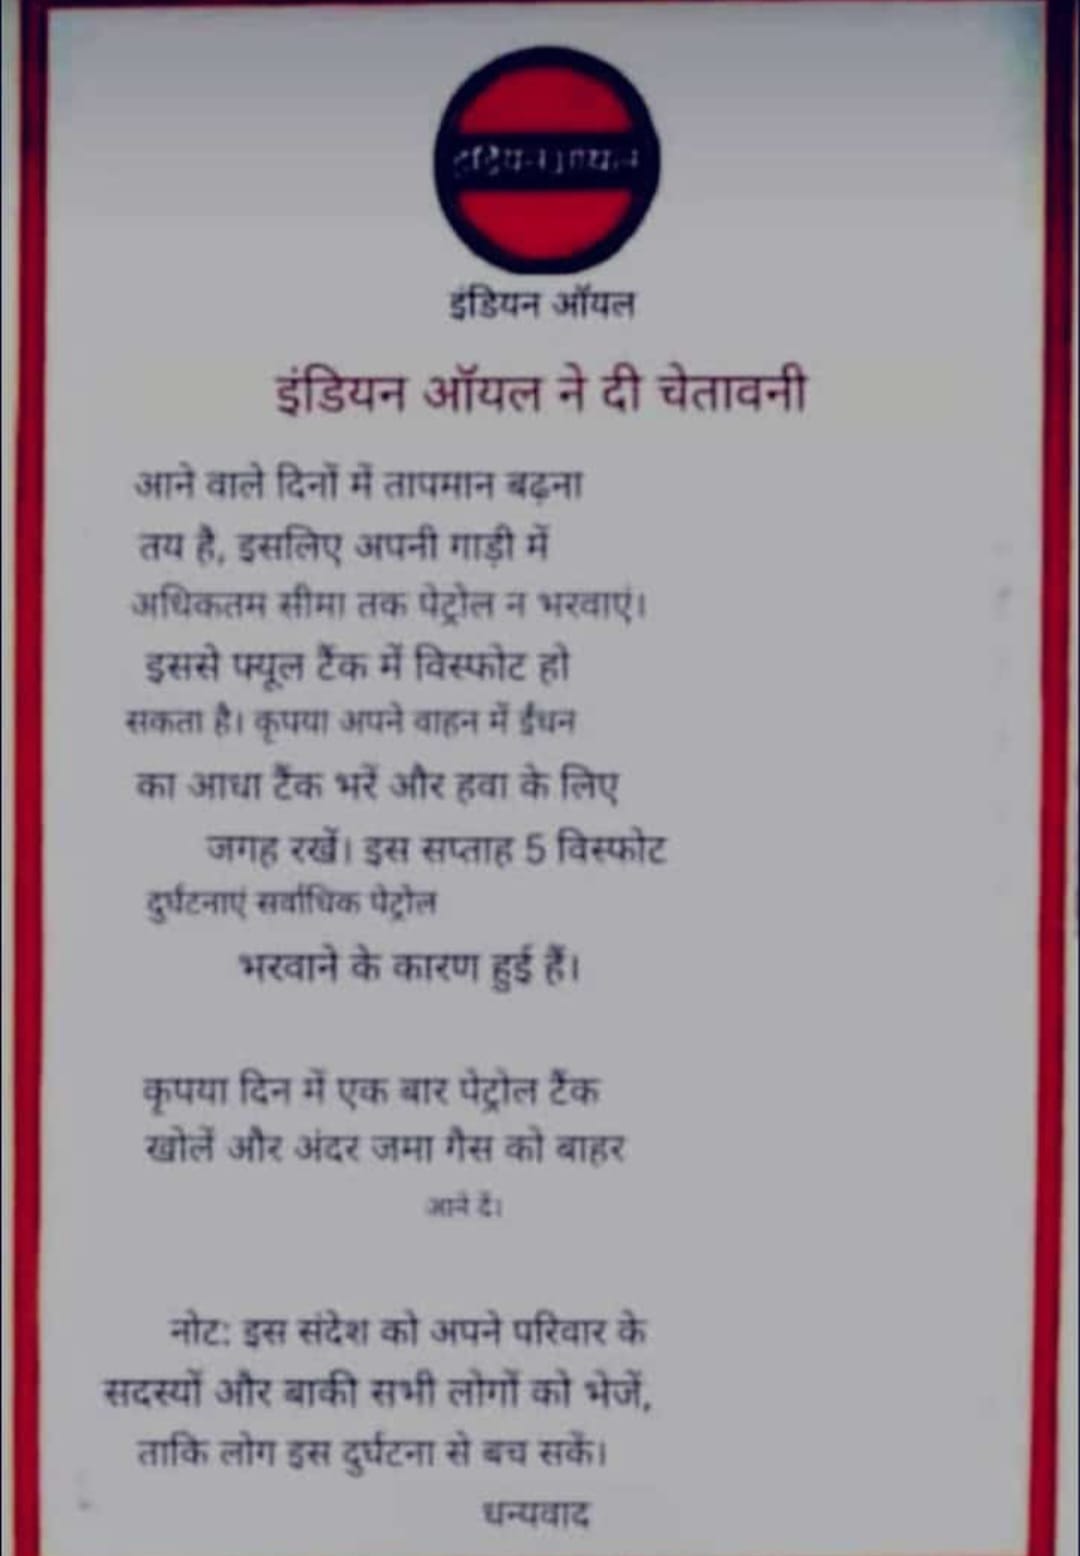 इंडियन ऑयल
इंडियन ऑयल ने दी चेतावनी
आने वाले दिनों में तापमान बढ़ना
तय है, इसलिए अपनी गाड़ी में
अधिकतम सीमा तक पेट्रोल न भरवाएं।
इससे फ्यूल टैंक में विस्फोट हो
सकता है। कृपया अपने वाहन में ईंधन
का आधा टैंक भरें और हवा के लिए
जगह रखें। इस सप्ताह 5 विस्फोट
दुर्घटनाएं सर्वाधिक पेट्रोल
भरवाने के कारण हुई हैं।
कृपया दिन में एक बार पेट्रोल टैंक
खोलें और अंदर जमा गैस को बाहर
आने दें।
नोट: इस संदेश को अपने परिवार के
सदस्यों और बाकी सभी लोगों को भेजें,
ताकि लोग इस दुर्घटना से बच सकें।
धन्यवाद